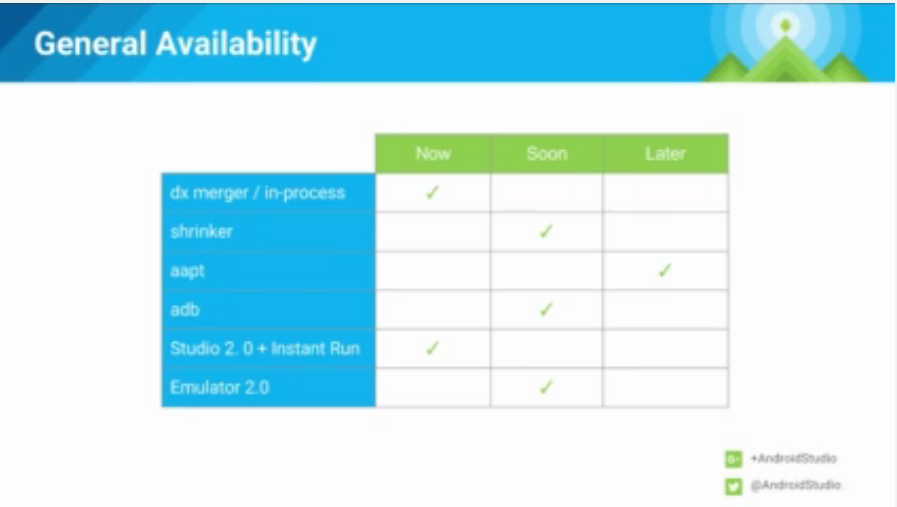 General Availability
Now Soon Later
dx merger / in-process ✓
shrinker ✓
aapt ✓
adb ✓
Studio 2. 0 + Instant Run ✓
Emulator 2.0 ✓
G+ +AndroidStudio
@AndroidStudio